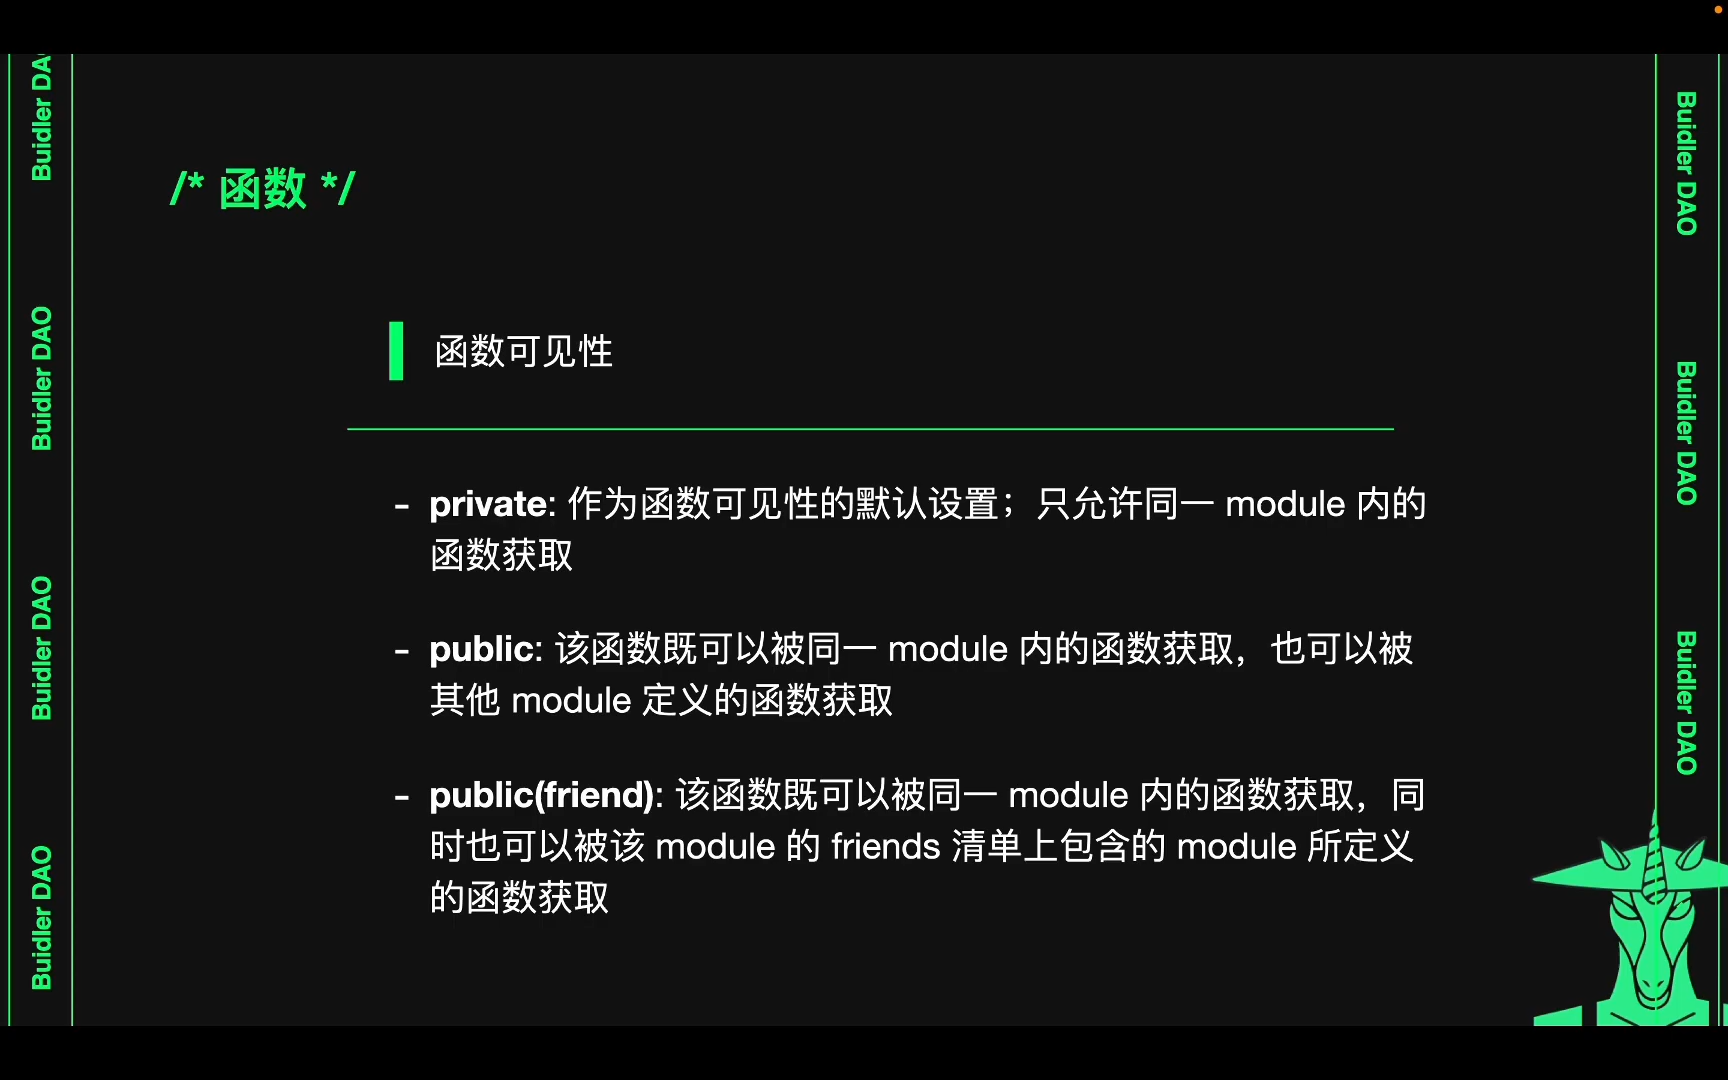 /* 函数 */
函数可见性
- private: 作为函数可见性的默认设置；只允许同一 module 内的
函数获取
- public: 该函数既可以被同一 module 内的函数获取，也可以被
其他 module 定义的函数获取
- public(friend): 该函数既可以被同一 module 内的函数获取，同
时也可以被该 module 的 friends 清单上包含的 module 所定义
的函数获取
Buidler DAO
Buidler DAO
Buidler DAO
Buidler DAO
Buidler DAO
Buidler DAO
Buidler DAO